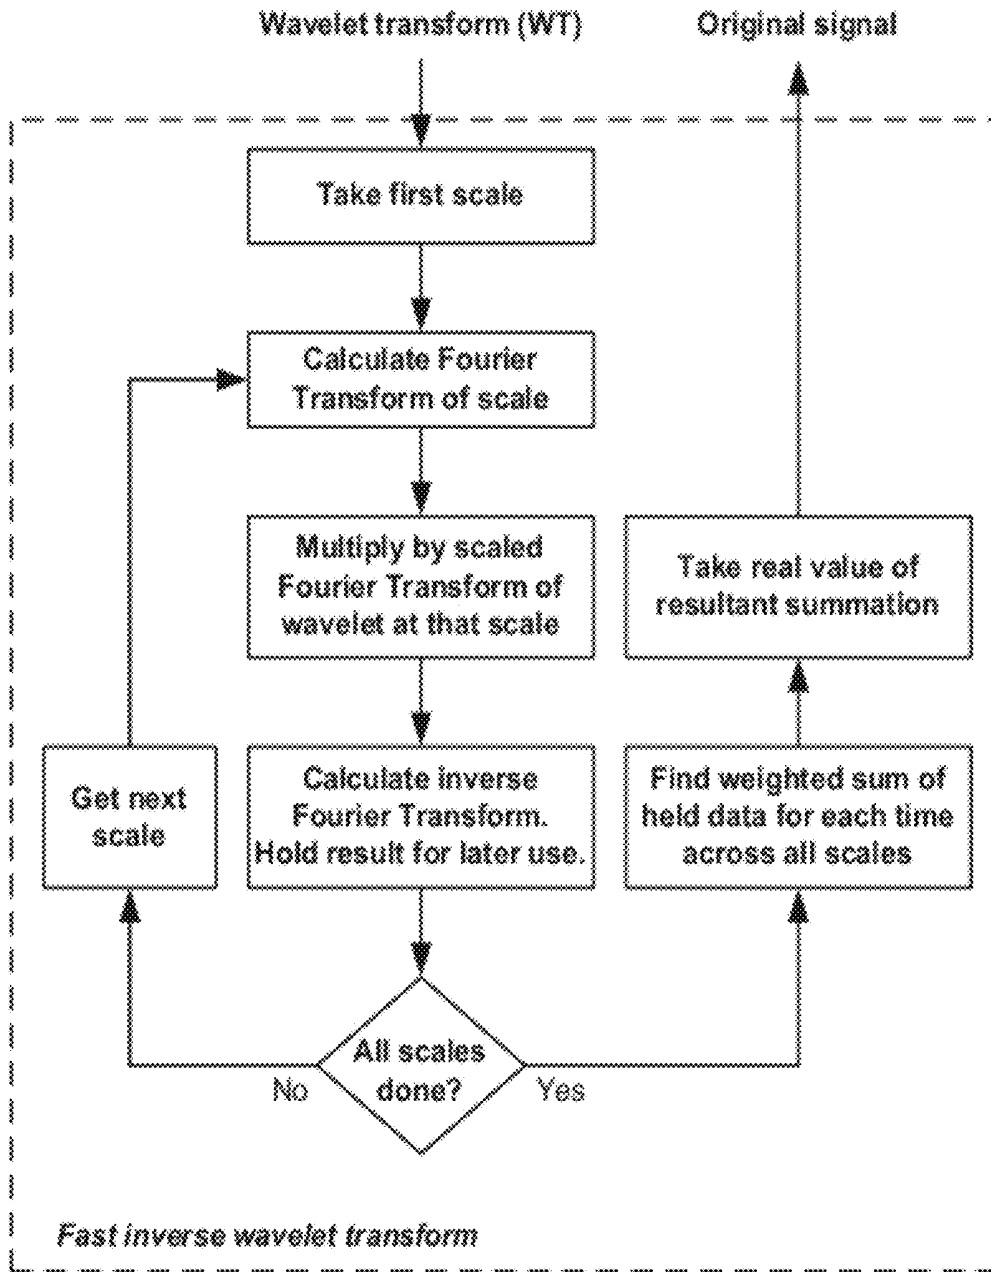 Wavelet transform (WT)
Original signal
Take first scale
Calculate Fourier
Transform of scale
Multiply by scaled
Fourier Transform of
wavelet at that scale
Take real value of
resultant summation
Get next
scale
Calculate inverse
Fourier Transform.
Hold result for later use.
Find weighted sum of
held data for each time
across all scales
All scales
done?
No
Yes
Fast inverse wavelet transform